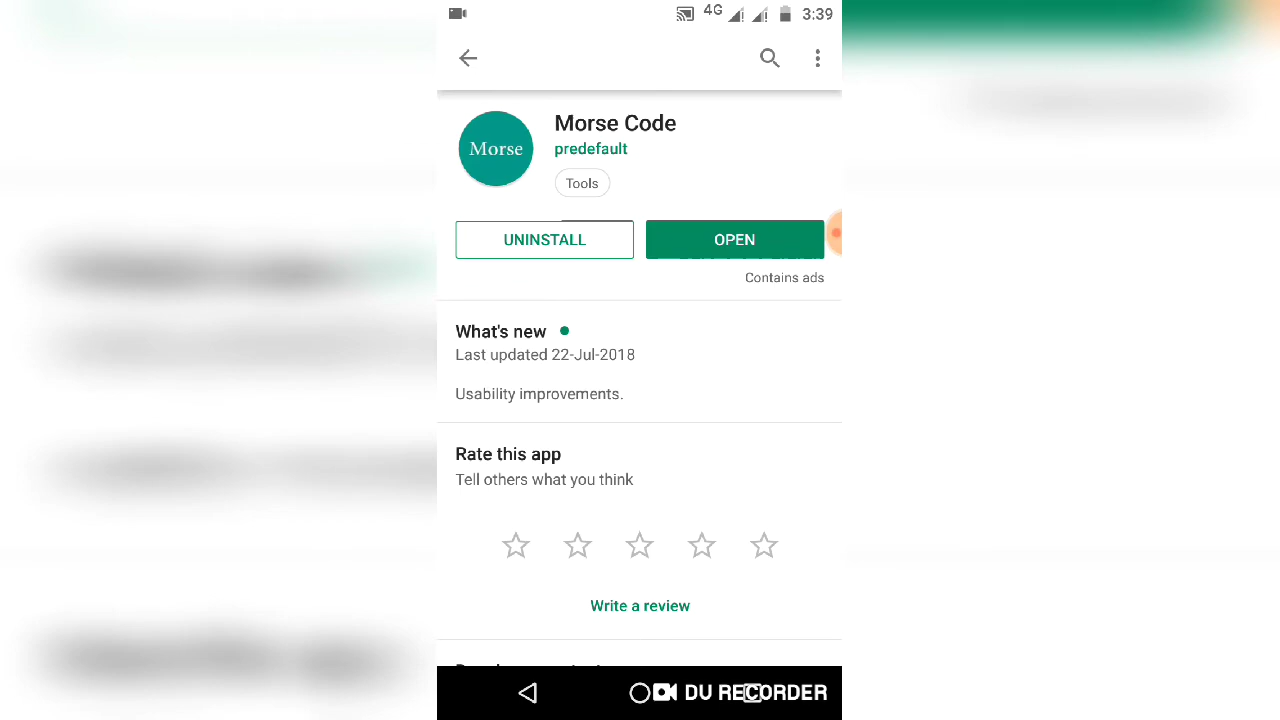 4G 3:39
Morse
Morse Code
predefault
Tools
UNINSTALL
OPEN
Contains ads
What's new
Last updated 22-Jul-2018
Usability improvements.
Rate this app
Tell others what you think
Write a review
DU RECORDER